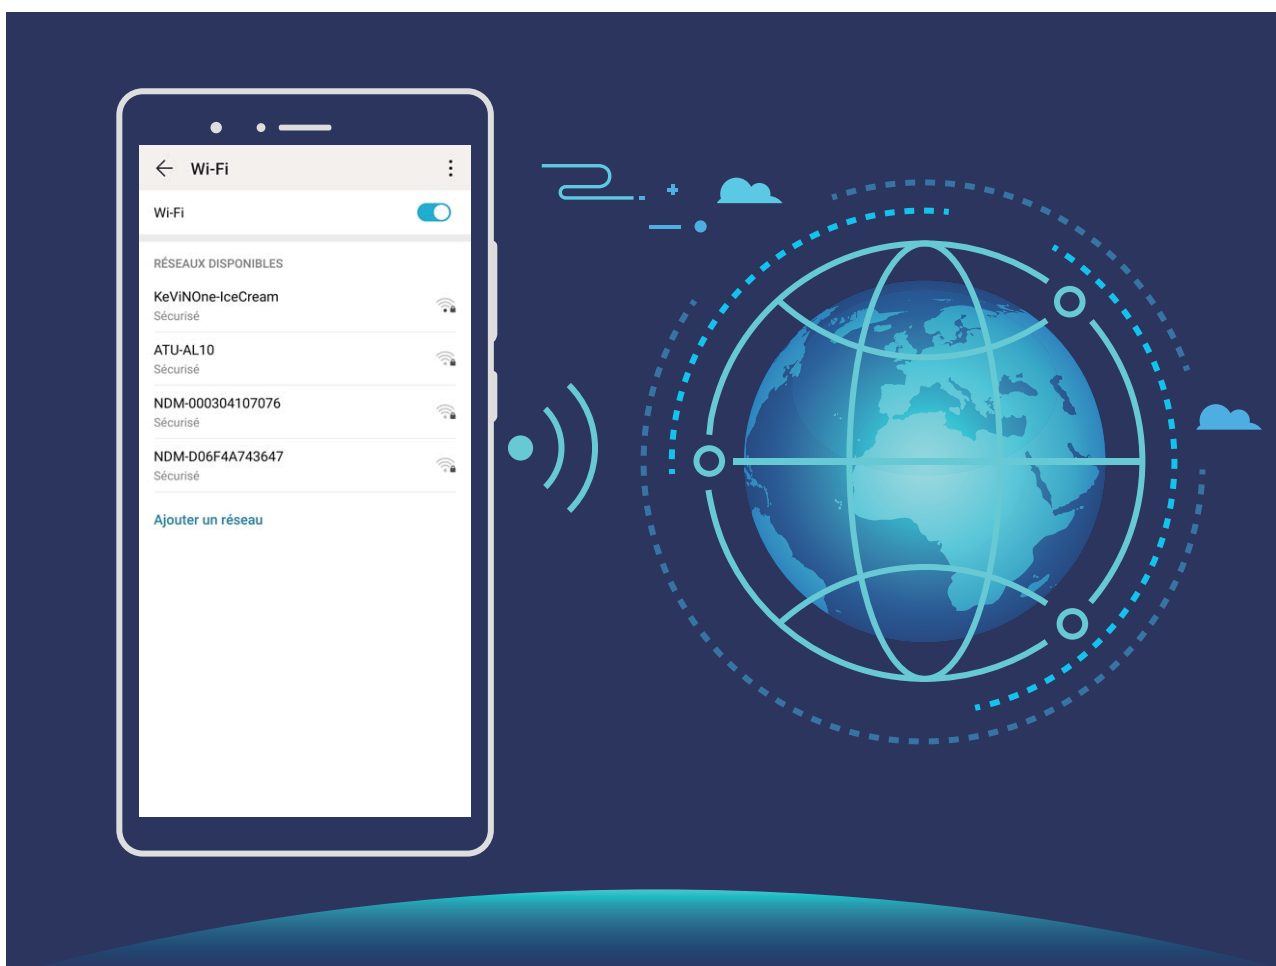 Wi-Fi
Wi-Fi
RÉSEAUX DISPONIBLES
KeViNOne-IceCream
Sécurisé
ATU-AL10
Sécurisé
NDM-000304107076
Sécurisé
NDM-D06F4A743647
Sécurisé
Ajouter un réseau